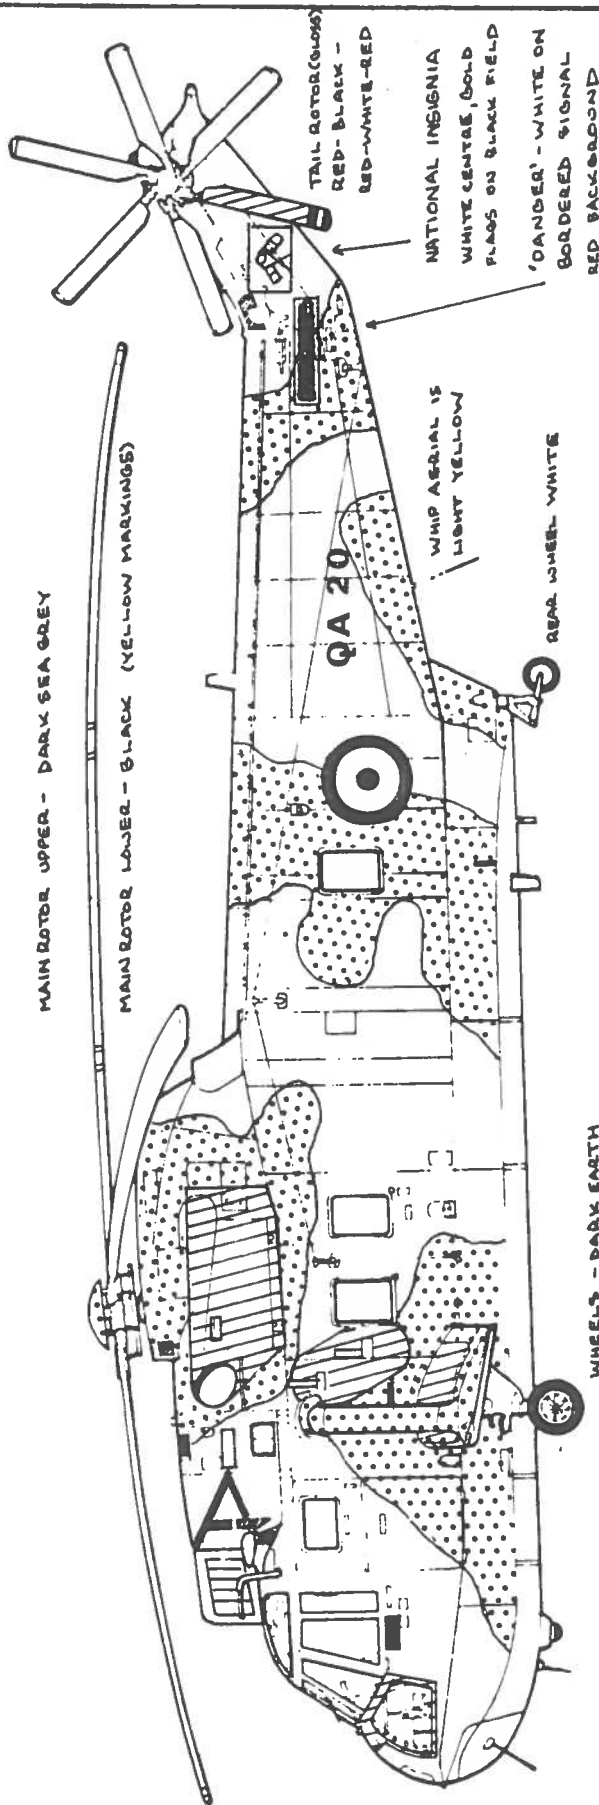 MAIN ROTOR UPPER - DARK SEA GREY
MAIN ROTOR LOWER - BLACK (YELLOW MARKINGS)
TAIL ROTOR (GLOSS)
RED - BLACK -
RED-WHITE-RED
NATIONAL INSIGNIA
WHITE CENTRE, GOLD
FLAGS ON BLACK FIELD
'DANGER' - WHITE ON
BORDERED SIGNAL
RED BACKGROUND
QA 20
WHIP AERIAL IS
LIGHT YELLOW
REAR WHEEL WHITE
WHEELS - DARK EARTH